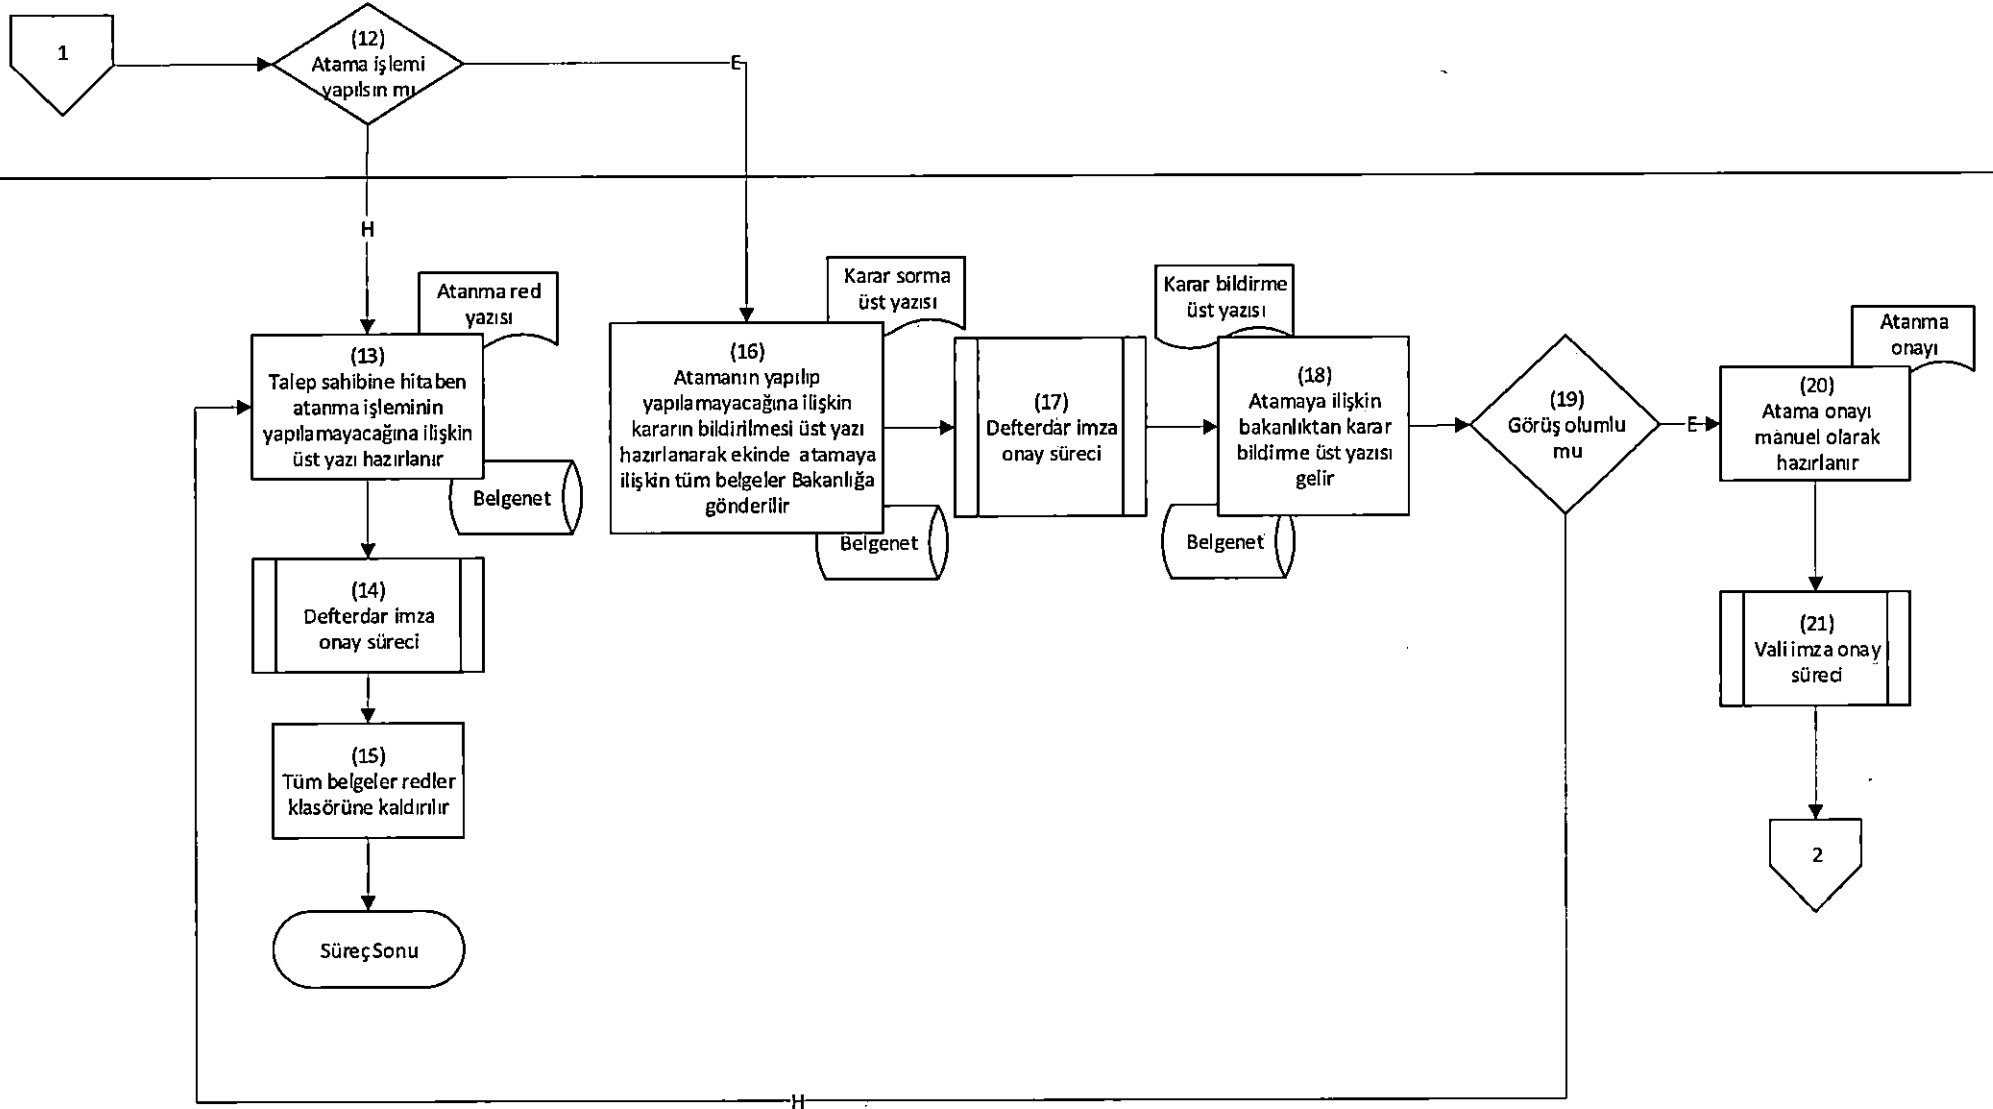 1
(12)
Atama işlemi
yapılsın mı
E
H
Atanma red
yazısı
(13)
Talep sahibine hitaben
atanma işleminin
yapılamayacağına ilişkin
üst yazı hazırlanır
Belgenet
(14)
Defterdar imza
onay süreci
(15)
Tüm belgeler redler
klasörüne kaldırılır
Süreç Sonu
Karar sorma
üst yazısı
(16)
Atamanın yapılıp
yapılamayacağına ilişkin
kararın bildirilmesi üst yazı
hazırlanarak ekinde atamaya
ilişkin tüm belgeler Bakanlığa
gönderilir
Belgenet
(17)
Defterdar imza
onay süreci
Karar bildirme
üst yazısı
(18)
Atamaya ilişkin
bakanlıktan karar
bildirme üst yazısı
gelir
Belgenet
(19)
Görüş olumlu
mu
E
H
Atanma
onayı
(20)
Atama onayı
manuel olarak
hazırlanır
(21)
Vali imza onay
süreci
2